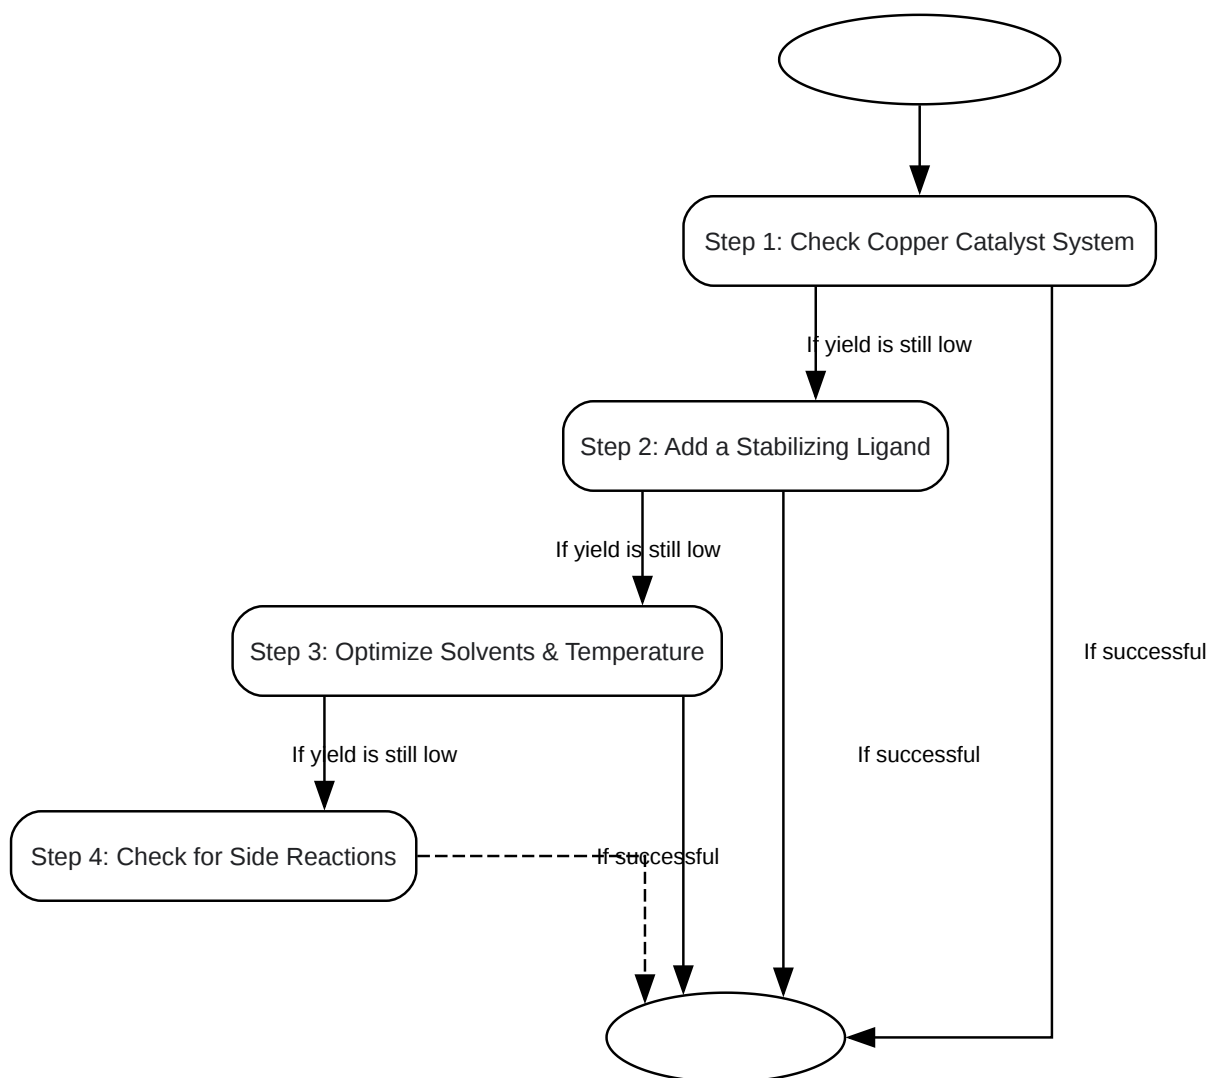 Step 1: Check Copper Catalyst System
If yield is still low
Step 2: Add a Stabilizing Ligand
If yield is still low
Step 3: Optimize Solvents & Temperature
If successful
If yield is still low
If successful
Step 4: Check for Side Reactions
If successful